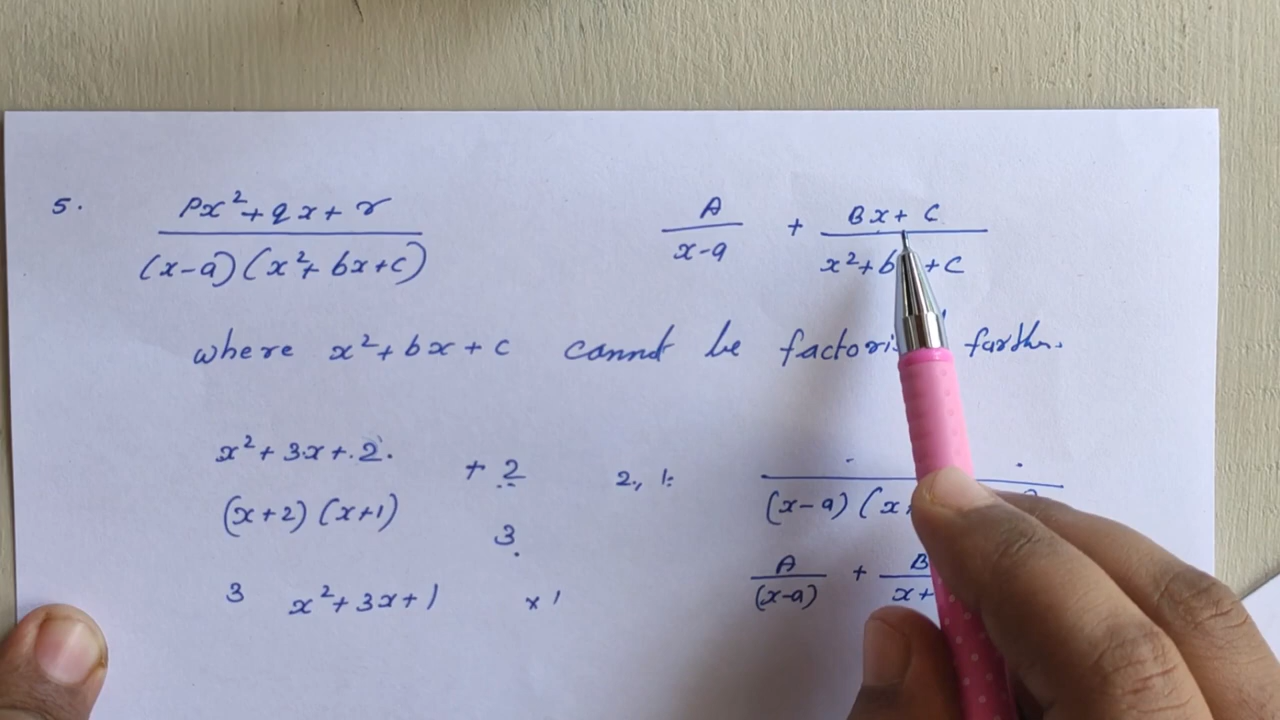 5. px²+qx+r / (x-a)(x²+bx+c)    A / x-a + Bx+C / x²+b +c
where x²+bx+c cannot be further.
x²+3x+2.    +2    2, 1.
(x+2)(x+1)    3.    (x-a)(x
3    x²+3x+1    x 1    A / (x-a) + B / x+